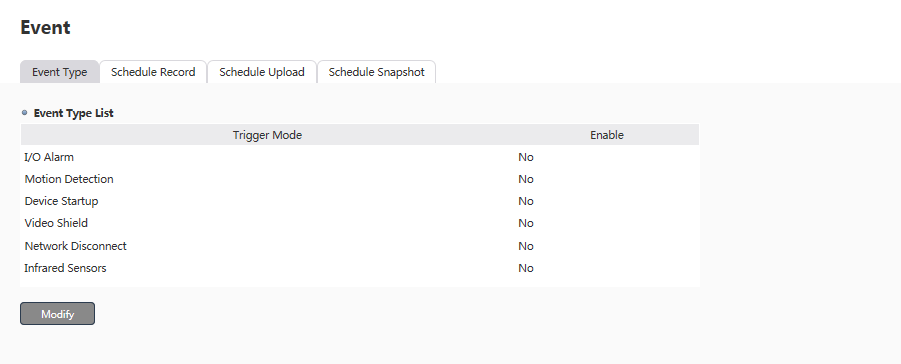 Event
Event Type Schedule Record Schedule Upload Schedule Snapshot
Event Type List
Trigger Mode Enable
I/O Alarm No
Motion Detection No
Device Startup No
Video Shield No
Network Disconnect No
Infrared Sensors No
Modify